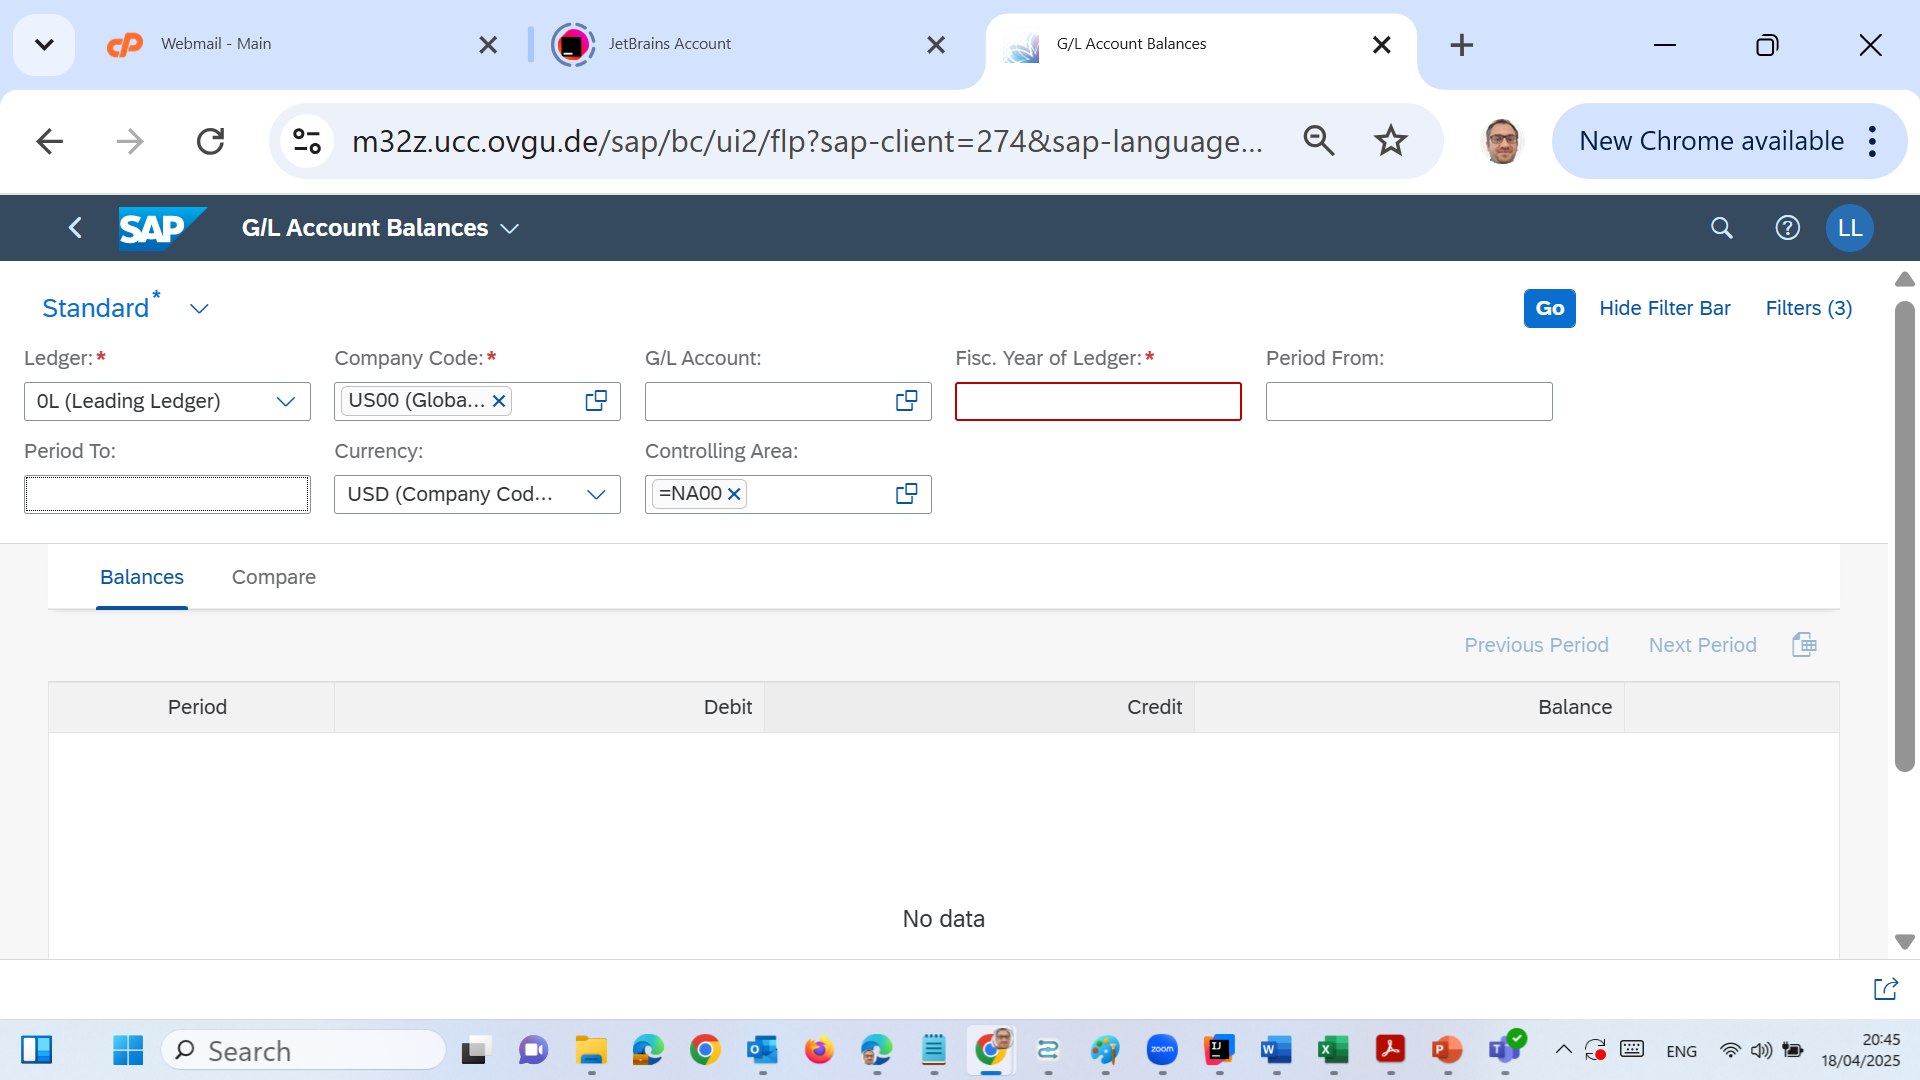 Webmail - Main
JetBrains Account
G/L Account Balances
m32z.ucc.ovgu.de/sap/bc/ui2/flp?sap-client=274&sap-language...
New Chrome available
SAP
G/L Account Balances
LL
Standard*
Go
Hide Filter Bar
Filters (3)
Ledger:*
Company Code:*
G/L Account:
Fisc. Year of Ledger:*
Period From:
0L (Leading Ledger)
US00 (Globa...
Period To:
Currency:
Controlling Area:
USD (Company Cod...
=NA00
Balances
Compare
Previous Period
Next Period
Period
Debit
Credit
Balance
No data
Search
zoom
ENG
20:45
18/04/2025